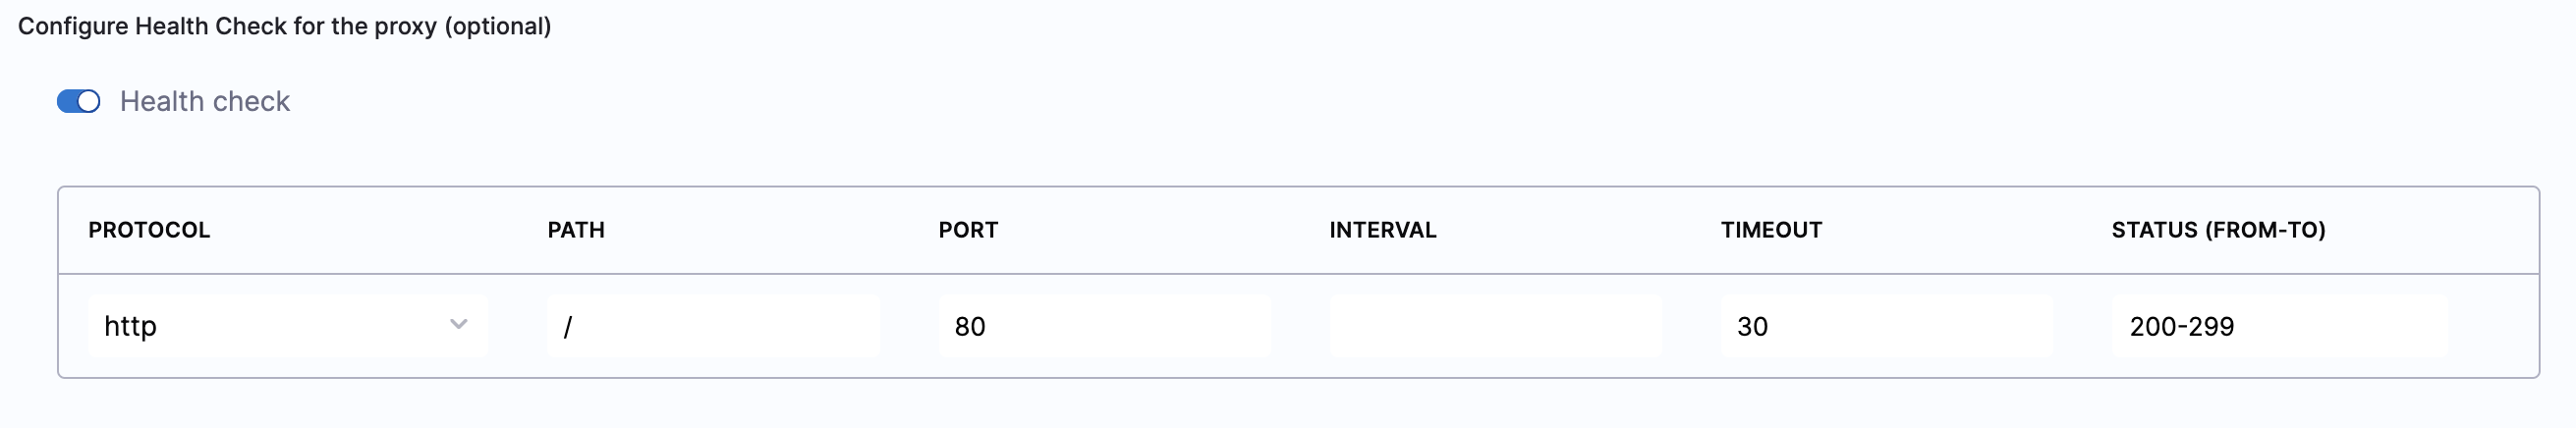 Configure Health Check for the proxy (optional)
Health check
PROTOCOL PATH PORT INTERVAL TIMEOUT STATUS (FROM-TO)
http / 80 30 200-299